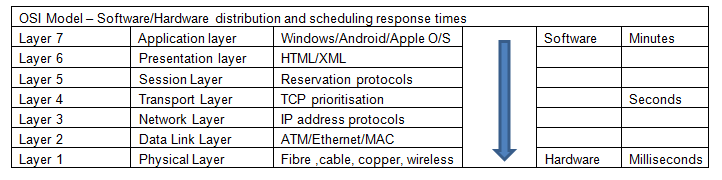 OSI Model – Software/Hardware distribution and scheduling response times
Layer 7 Application layer Windows/Android/Apple O/S Software Minutes
Layer 6 Presentation layer HTML/XML
Layer 5 Session Layer Reservation protocols
Layer 4 Transport Layer TCP prioritisation Seconds
Layer 3 Network Layer IP address protocols
Layer 2 Data Link Layer ATM/Ethernet/MAC
Layer 1 Physical Layer Fibre ,cable, copper, wireless Hardware Milliseconds